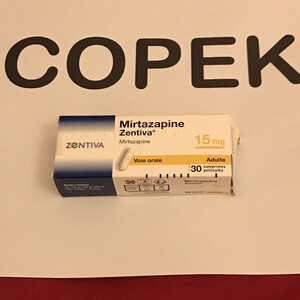 COPEK
Mirtazapine
Zentiva®
Mirtazapine
15 mg
ZENTIVA
Voie orale
Adulte
30 comprimés
pelliculés